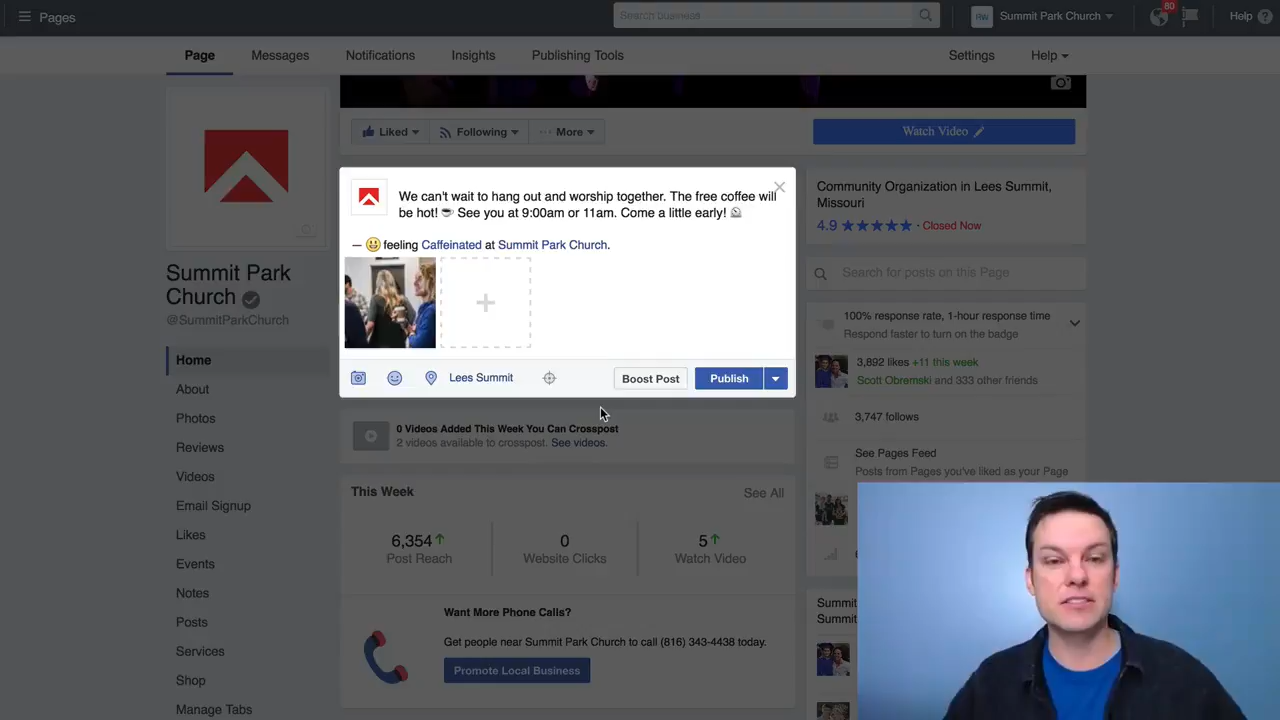 Pages
Search business
RW
Summit Park Church
80
Help
Page
Messages
Notifications
Insights
Publishing Tools
Settings
Help
Liked
Following
More
Watch Video
Summit Park
Church
@SummitParkChurch
Home
About
Photos
Reviews
Videos
Email Signup
Likes
Events
Notes
Posts
Services
Shop
Manage Tabs
We can't wait to hang out and worship together. The free coffee will
be hot! ☕ See you at 9:00am or 11am. Come a little early!
— 😃 feeling Caffeinated at Summit Park Church.
Lees Summit
Boost Post
Publish
0 Videos Added This Week You Can Crosspost
2 videos available to crosspost. See videos.
This Week
See All
6,354
Post Reach
0
Website Clicks
5
Watch Video
Want More Phone Calls?
Get people near Summit Park Church to call (816) 343-4438 today.
Promote Local Business
Community Organization in Lees Summit,
Missouri
4.9 ★★★★★ · Closed Now
Search for posts on this Page
100% response rate, 1-hour response time
Respond faster to turn on the badge
3,892 likes +11 this week
Scott Obremski and 333 other friends
3,747 follows
See Pages Feed
Posts from Pages you've liked as your Page
Summit
Summit